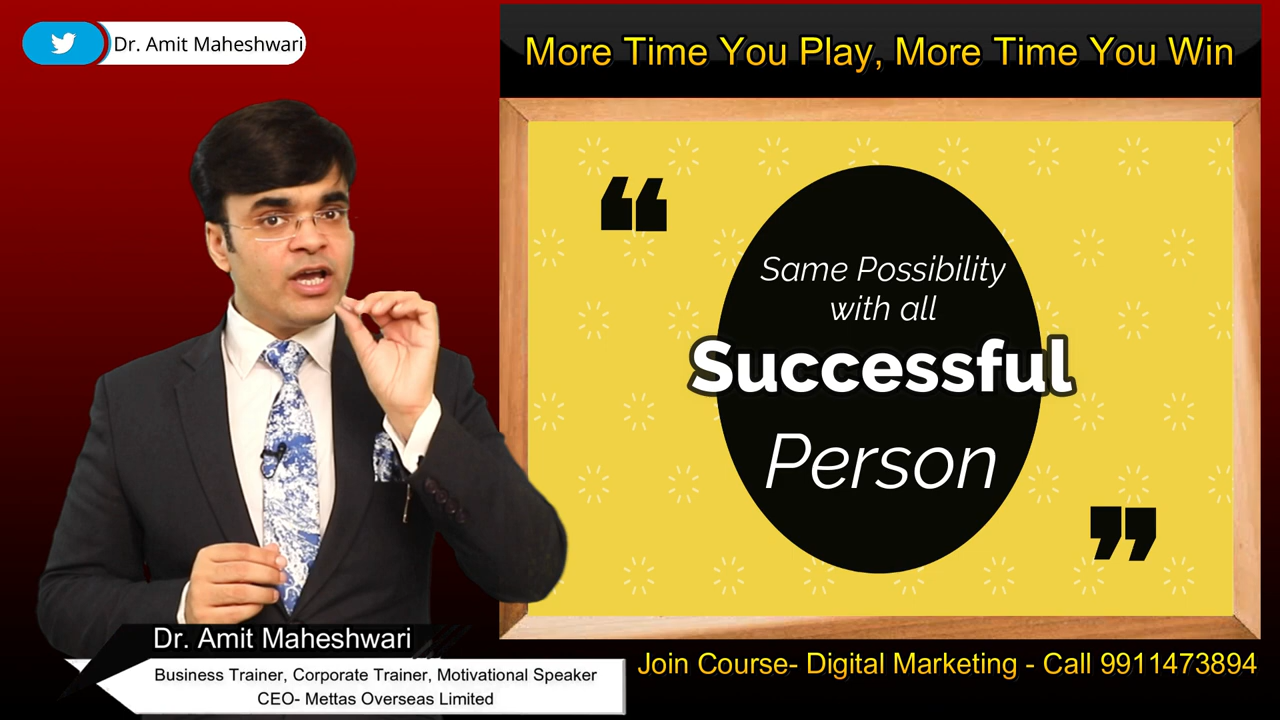 Dr. Amit Maheshwari
More Time You Play, More Time You Win
“
Same Possibility
with all
Successful
Person
”
Dr. Amit Maheshwari
Business Trainer, Corporate Trainer, Motivational Speaker
CEO- Mettas Overseas Limited
Join Course- Digital Marketing - Call 9911473894